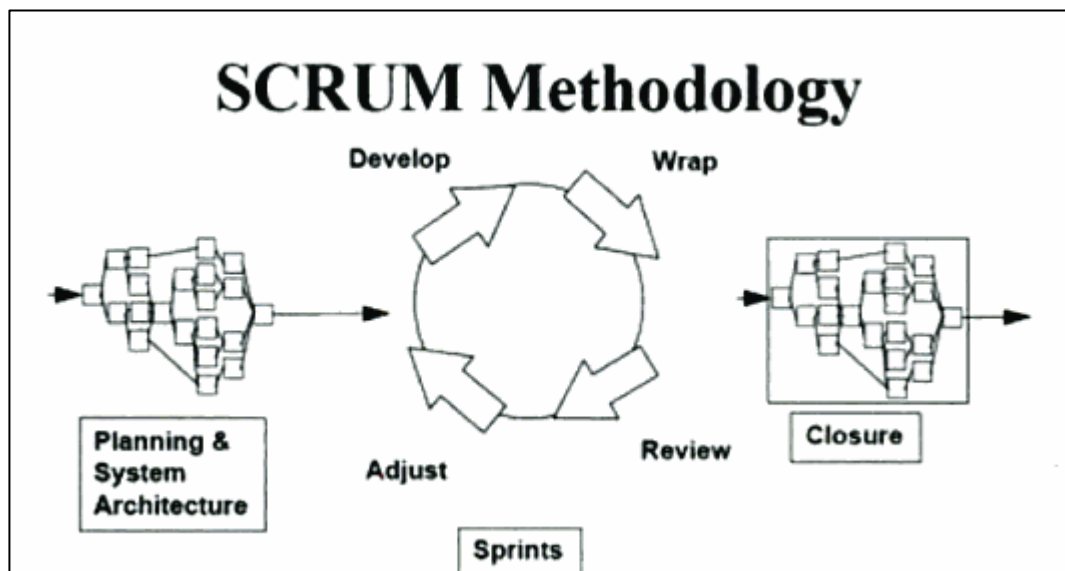 SCRUM Methodology
Develop
Wrap
Planning &
System
Architecture
Adjust
Review
Closure
Sprints